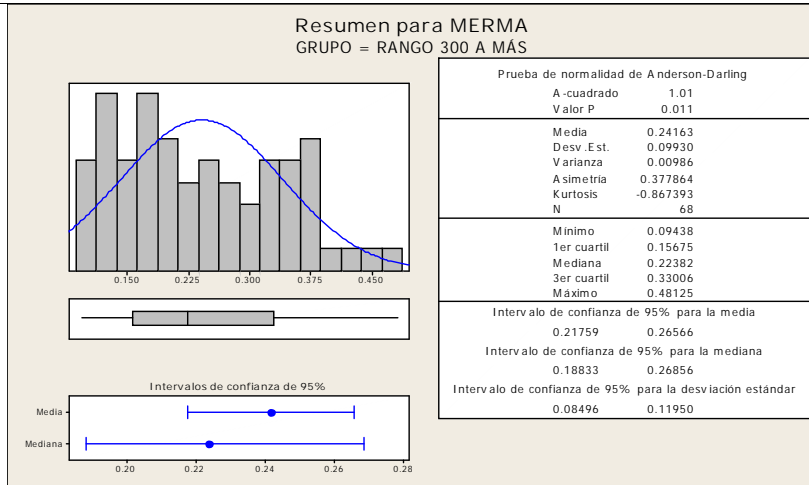 Resumen para MERMA
GRUPO = RANGO 300 A MÁS
Prueba de normalidad de Anderson-Darling
A-cuadrado 1.01
Valor P 0.011
Media 0.24163
Desv.Est. 0.09930
Varianza 0.00986
Asimetría 0.377864
Kurtosis -0.867393
N 68
Mínimo 0.09438
1er cuartil 0.15675
Mediana 0.22382
3er cuartil 0.33006
Máximo 0.48125
Intervalo de confianza de 95% para la media
0.21759 0.26566
Intervalo de confianza de 95% para la mediana
0.18833 0.26856
Intervalo de confianza de 95% para la desviación estándar
0.08496 0.11950
0.150 0.225 0.300 0.375 0.450
Intervalos de confianza de 95%
Media
Mediana
0.20 0.22 0.24 0.26 0.28